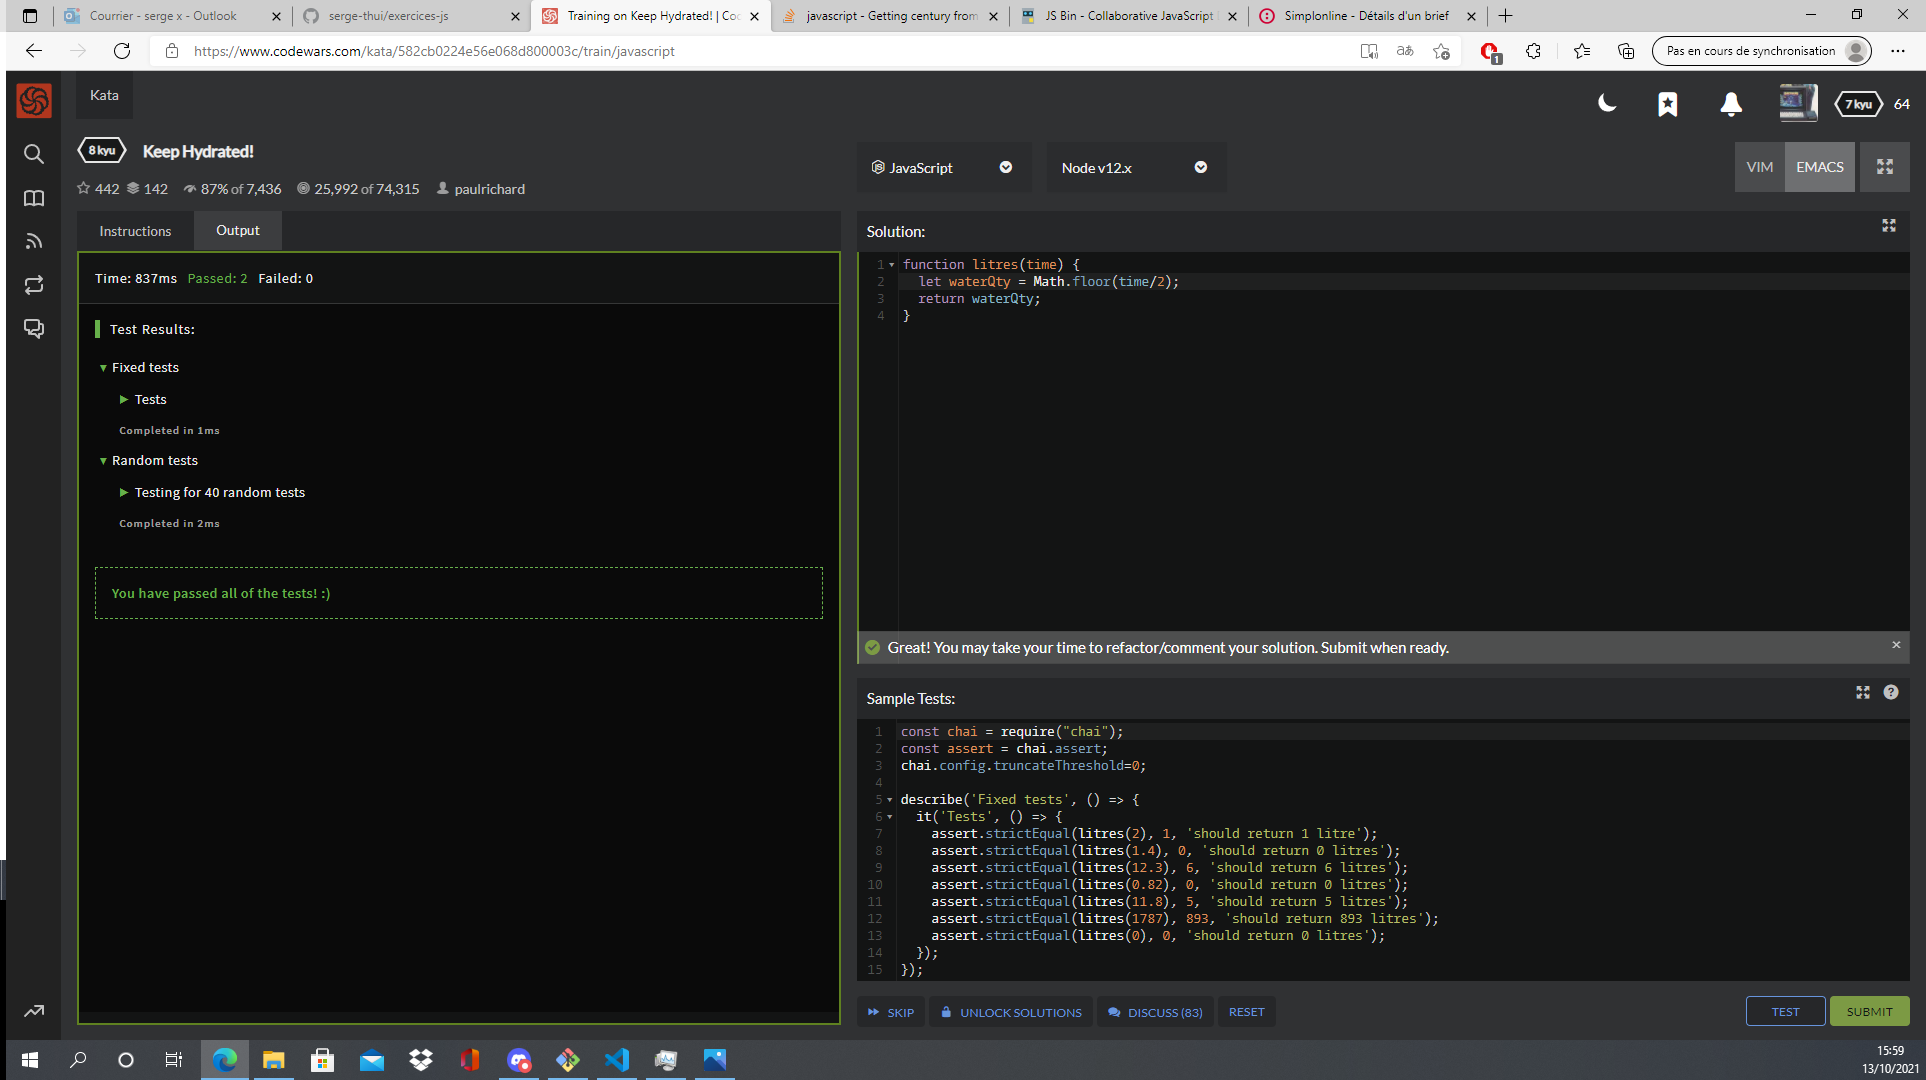 Courrier - serge x - Outlook
serge-thui/exercices-js
Training on Keep Hydrated! | Coc
javascript - Getting century from
JS Bin - Collaborative JavaScript
Simplonline - Détails d'un brief
https://www.codewars.com/kata/582cb0224e56e068d800003c/train/javascript
aあ
1
Pas en cours de synchronisation
Kata
7 kyu
64
8 kyu
Keep Hydrated!
442
142
87% of 7,436
25,992 of 74,315
paulrichard
JavaScript
Node v12.x
VIM
EMACS
Instructions
Output
Time: 837ms Passed: 2 Failed: 0
Test Results:
Fixed tests
Tests
Completed in 1ms
Random tests
Testing for 40 random tests
Completed in 2ms
You have passed all of the tests! :)
Solution:
1 function litres(time) {
2 let waterQty = Math.floor(time/2);
3 return waterQty;
4 }
Great! You may take your time to refactor/comment your solution. Submit when ready.
Sample Tests:
?
1 const chai = require("chai");
2 const assert = chai.assert;
3 chai.config.truncateThreshold=0;
4
5 describe('Fixed tests', () => {
6 it('Tests', () => {
7 assert.strictEqual(litres(2), 1, 'should return 1 litre');
8 assert.strictEqual(litres(1.4), 0, 'should return 0 litres');
9 assert.strictEqual(litres(12.3), 6, 'should return 6 litres');
10 assert.strictEqual(litres(0.82), 0, 'should return 0 litres');
11 assert.strictEqual(litres(11.8), 5, 'should return 5 litres');
12 assert.strictEqual(litres(1787), 893, 'should return 893 litres');
13 assert.strictEqual(litres(0), 0, 'should return 0 litres');
14 });
15 });
SKIP
UNLOCK SOLUTIONS
DISCUSS (83)
RESET
TEST
SUBMIT
15:59
13/10/2021